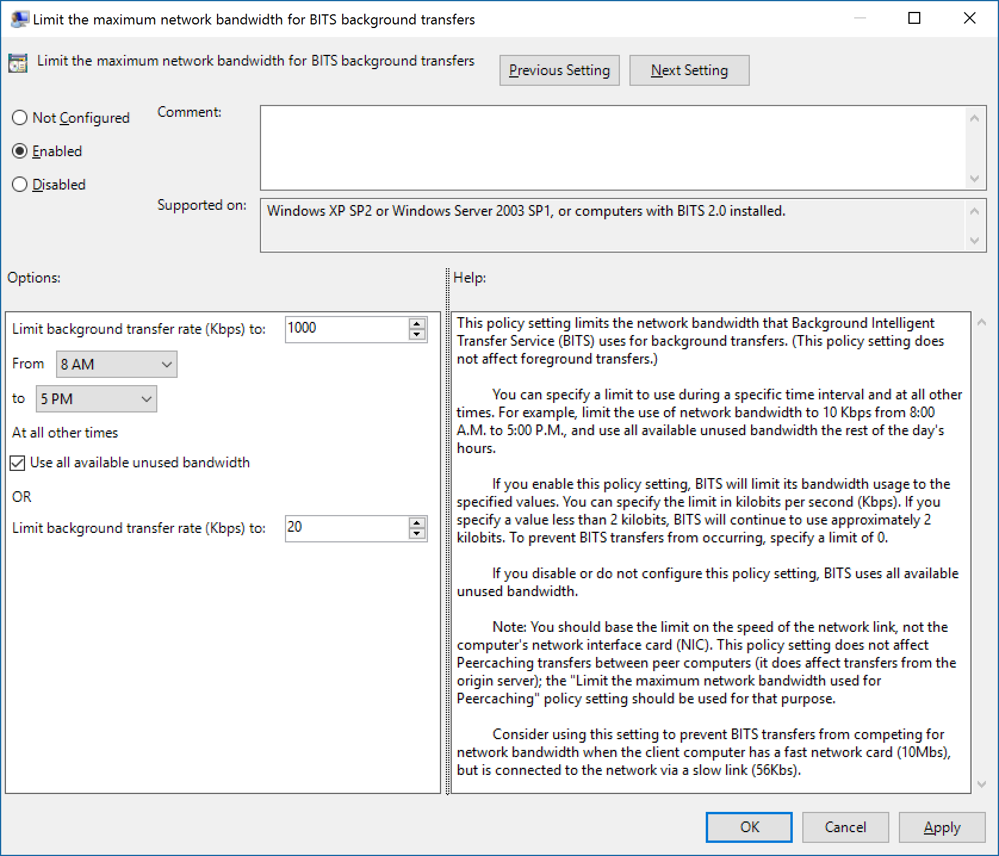 Limit the maximum network bandwidth for BITS background transfers
Limit the maximum network bandwidth for BITS background transfers
Previous Setting
Next Setting
Not Configured
Enabled
Disabled
Comment:
Supported on:
Windows XP SP2 or Windows Server 2003 SP1, or computers with BITS 2.0 installed.
Options:
Help:
Limit background transfer rate (Kbps) to: 1000
From 8 AM
to 5 PM
At all other times
Use all available unused bandwidth
OR
Limit background transfer rate (Kbps) to: 20
This policy setting limits the network bandwidth that Background Intelligent
Transfer Service (BITS) uses for background transfers. (This policy setting does
not affect foreground transfers.)
You can specify a limit to use during a specific time interval and at all other
times. For example, limit the use of network bandwidth to 10 Kbps from 8:00
A.M. to 5:00 P.M., and use all available unused bandwidth the rest of the day's
hours.
If you enable this policy setting, BITS will limit its bandwidth usage to the
specified values. You can specify the limit in kilobits per second (Kbps). If you
specify a value less than 2 kilobits, BITS will continue to use approximately 2
kilobits. To prevent BITS transfers from occurring, specify a limit of 0.
If you disable or do not configure this policy setting, BITS uses all available
unused bandwidth.
Note: You should base the limit on the speed of the network link, not the
computer's network interface card (NIC). This policy setting does not affect
Peercaching transfers between peer computers (it does affect transfers from the
origin server); the "Limit the maximum network bandwidth used for
Peercaching" policy setting should be used for that purpose.
Consider using this setting to prevent BITS transfers from competing for
network bandwidth when the client computer has a fast network card (10Mbs),
but is connected to the network via a slow link (56Kbs).
OK
Cancel
Apply